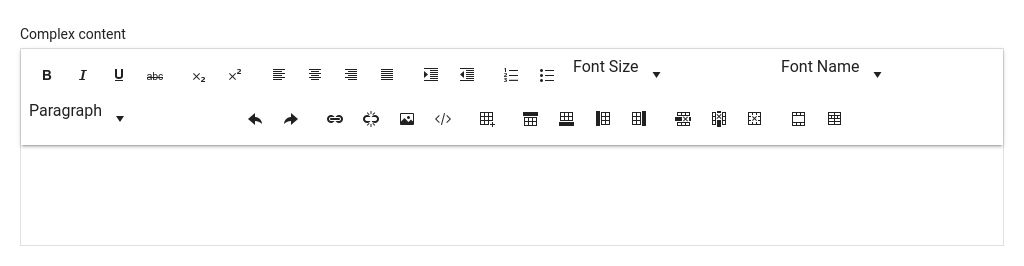 Complex content
B I U abc x₂ x² Font Size Font Name
Paragraph </>